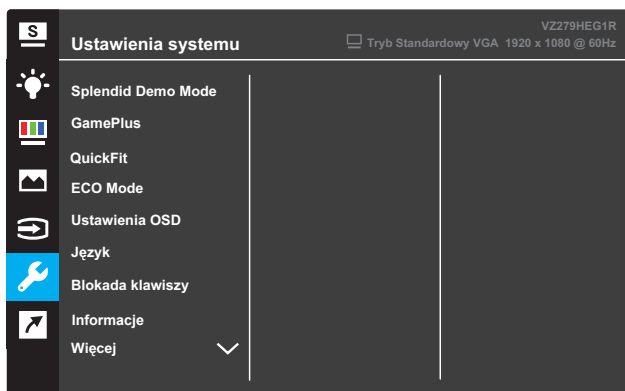 S
Ustawienia systemu
VZ279HEG1R
Tryb Standardowy VGA 1920 x 1080 @ 60Hz
Splendid Demo Mode
GamePlus
QuickFit
ECO Mode
Ustawienia OSD
Język
Blokada klawiszy
Informacje
Więcej